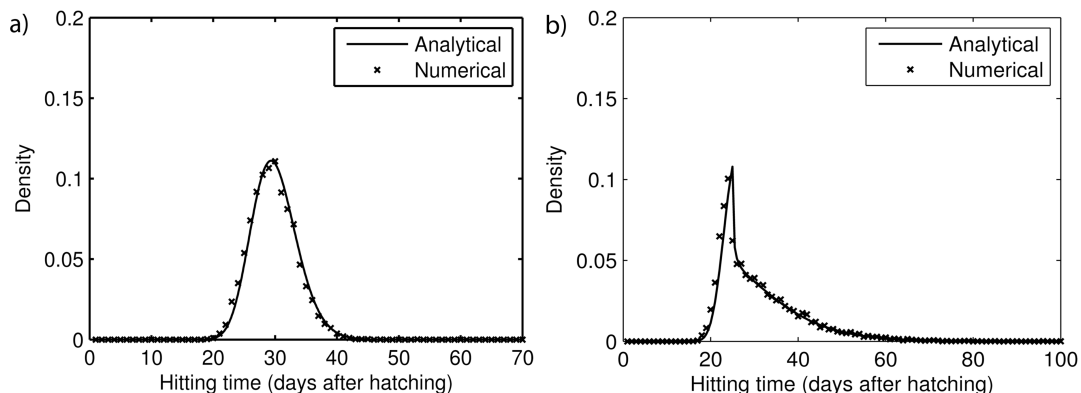 a)
0.2
0.15
0.1
0.05
0
Density
Analytical
Numerical
0 10 20 30 40 50 60 70
Hitting time (days after hatching)
b)
0.2
0.15
0.1
0.05
0
Density
Analytical
Numerical
0 20 40 60 80 100
Hitting time (days after hatching)